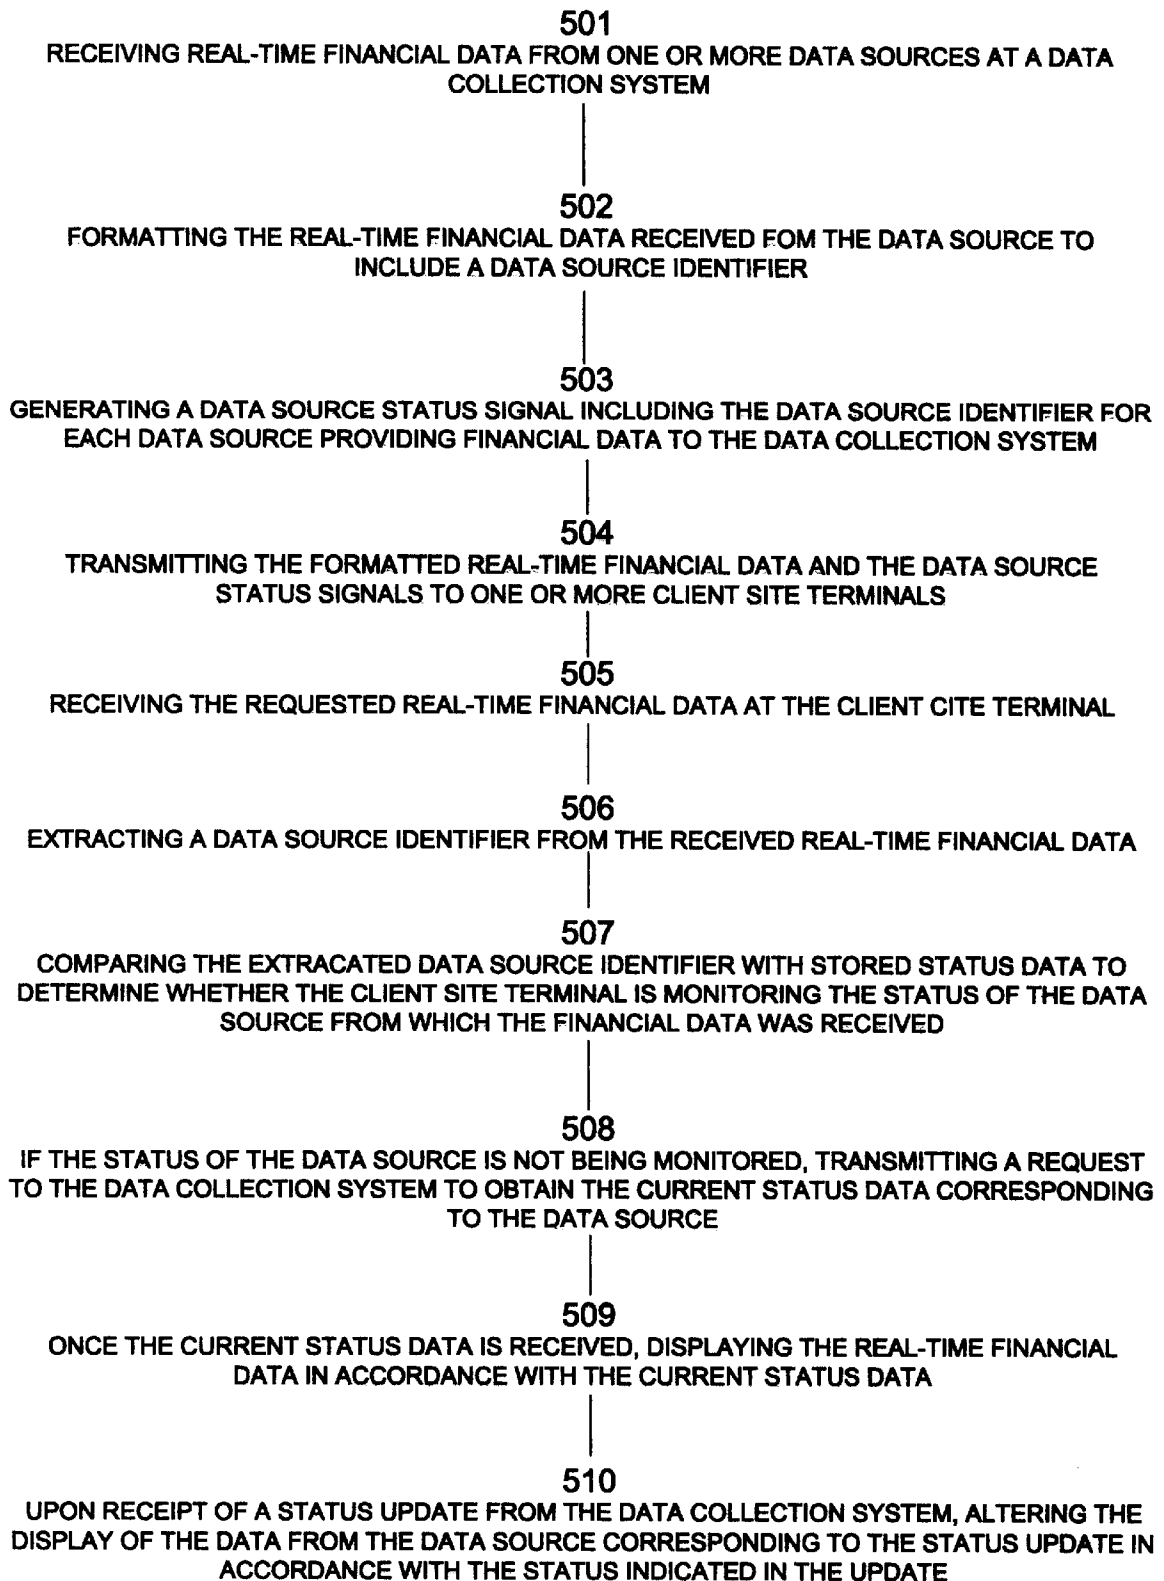 501
RECEIVING REAL-TIME FINANCIAL DATA FROM ONE OR MORE DATA SOURCES AT A DATA
COLLECTION SYSTEM
502
FORMATTING THE REAL-TIME FINANCIAL DATA RECEIVED FOM THE DATA SOURCE TO
INCLUDE A DATA SOURCE IDENTIFIER
503
GENERATING A DATA SOURCE STATUS SIGNAL INCLUDING THE DATA SOURCE IDENTIFIER FOR
EACH DATA SOURCE PROVIDING FINANCIAL DATA TO THE DATA COLLECTION SYSTEM
504
TRANSMITTING THE FORMATTED REAL-TIME FINANCIAL DATA AND THE DATA SOURCE
STATUS SIGNALS TO ONE OR MORE CLIENT SITE TERMINALS
505
RECEIVING THE REQUESTED REAL-TIME FINANCIAL DATA AT THE CLIENT CITE TERMINAL
506
EXTRACTING A DATA SOURCE IDENTIFIER FROM THE RECEIVED REAL-TIME FINANCIAL DATA
507
COMPARING THE EXTRACATED DATA SOURCE IDENTIFIER WITH STORED STATUS DATA TO
DETERMINE WHETHER THE CLIENT SITE TERMINAL IS MONITORING THE STATUS OF THE DATA
SOURCE FROM WHICH THE FINANCIAL DATA WAS RECEIVED
508
IF THE STATUS OF THE DATA SOURCE IS NOT BEING MONITORED, TRANSMITTING A REQUEST
TO THE DATA COLLECTION SYSTEM TO OBTAIN THE CURRENT STATUS DATA CORRESPONDING
TO THE DATA SOURCE
509
ONCE THE CURRENT STATUS DATA IS RECEIVED, DISPLAYING THE REAL-TIME FINANCIAL
DATA IN ACCORDANCE WITH THE CURRENT STATUS DATA
510
UPON RECEIPT OF A STATUS UPDATE FROM THE DATA COLLECTION SYSTEM, ALTERING THE
DISPLAY OF THE DATA FROM THE DATA SOURCE CORRESPONDING TO THE STATUS UPDATE IN
ACCORDANCE WITH THE STATUS INDICATED IN THE UPDATE